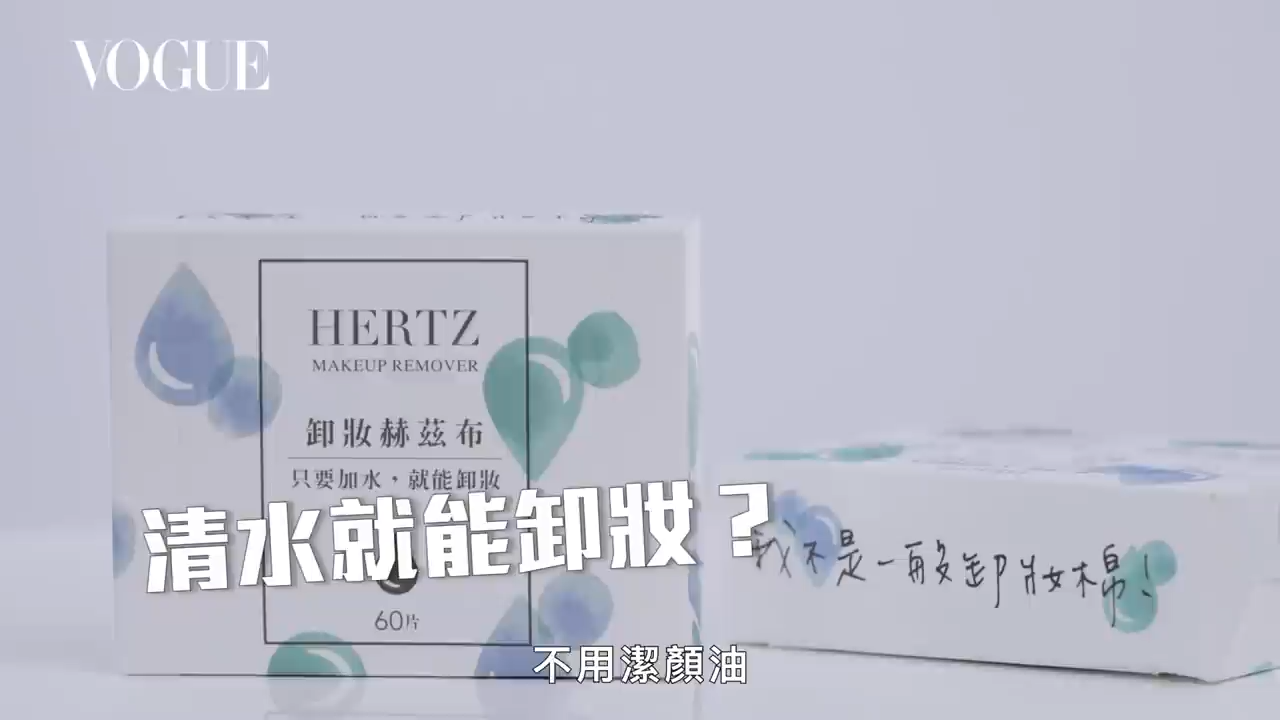 VOGUE
HERTZ
MAKEUP REMOVER
卸妝赫茲布
只要加水，就能卸妝
清水就能卸妝？
60片
我不是一般卸妝棉！
不用潔顏油